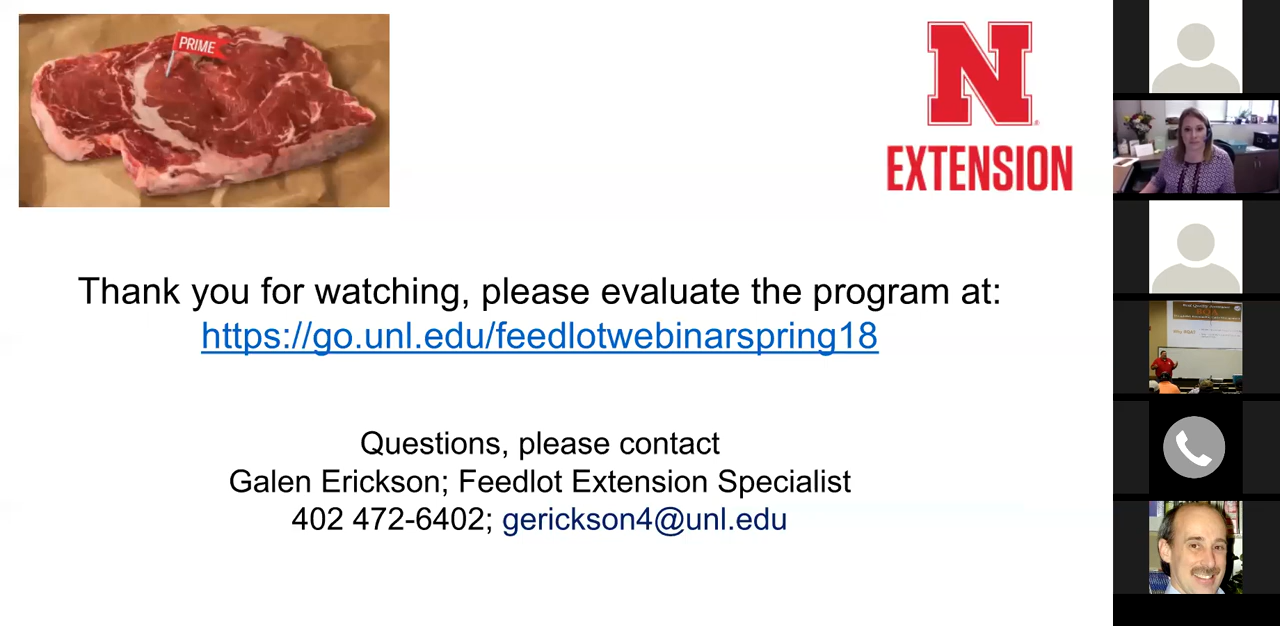 PRIME
N
EXTENSION
Thank you for watching, please evaluate the program at:
https://go.unl.edu/feedlotwebinarspring18
Questions, please contact
Galen Erickson; Feedlot Extension Specialist
402 472-6402; gerickson4@unl.edu
BQA